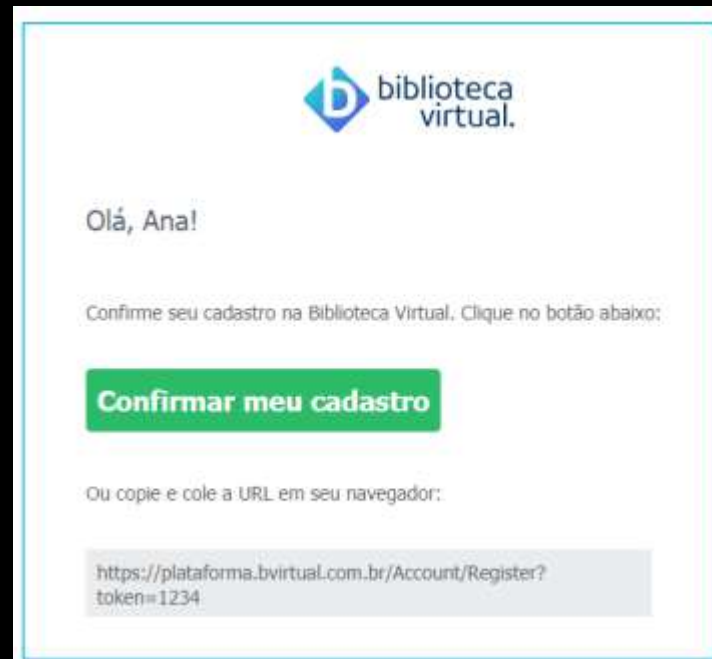 biblioteca
virtual.
Olá, Ana!
Confirme seu cadastro na Biblioteca Virtual. Clique no botão abaixo:
Confirmar meu cadastro
Ou copie e cole a URL em seu navegador:
https://plataforma.bvirtual.com.br/Account/Register?
token=1234